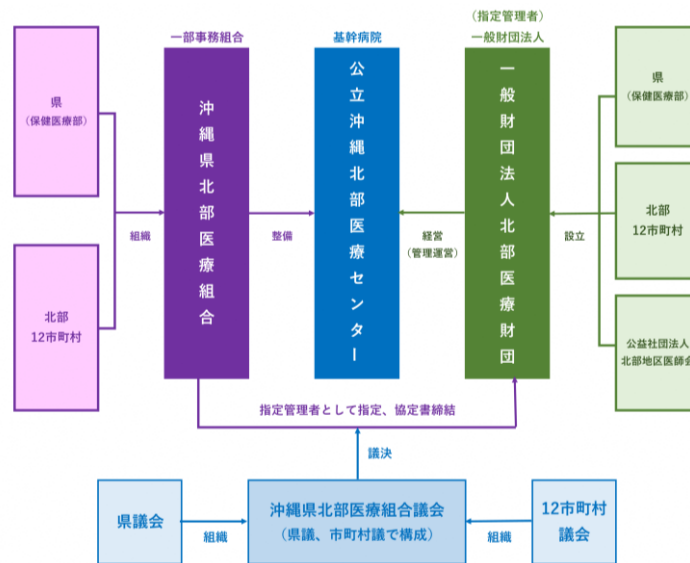 一部事務組合
基幹病院
（指定管理者）
一般財団法人
県
（保健医療部）
北部
12市町村
組織
沖縄県北部医療組合
整備
公立沖縄北部医療センター
経営
（管理運営）
一般財団法人北部医療財団
設立
県
（保健医療部）
北部
12市町村
公益社団法人
北部地区医師会
指定管理者として指定、協定書締結
議決
県議会
組織
沖縄県北部医療組合議会
（県議、市町村議で構成）
組織
12市町村
議会